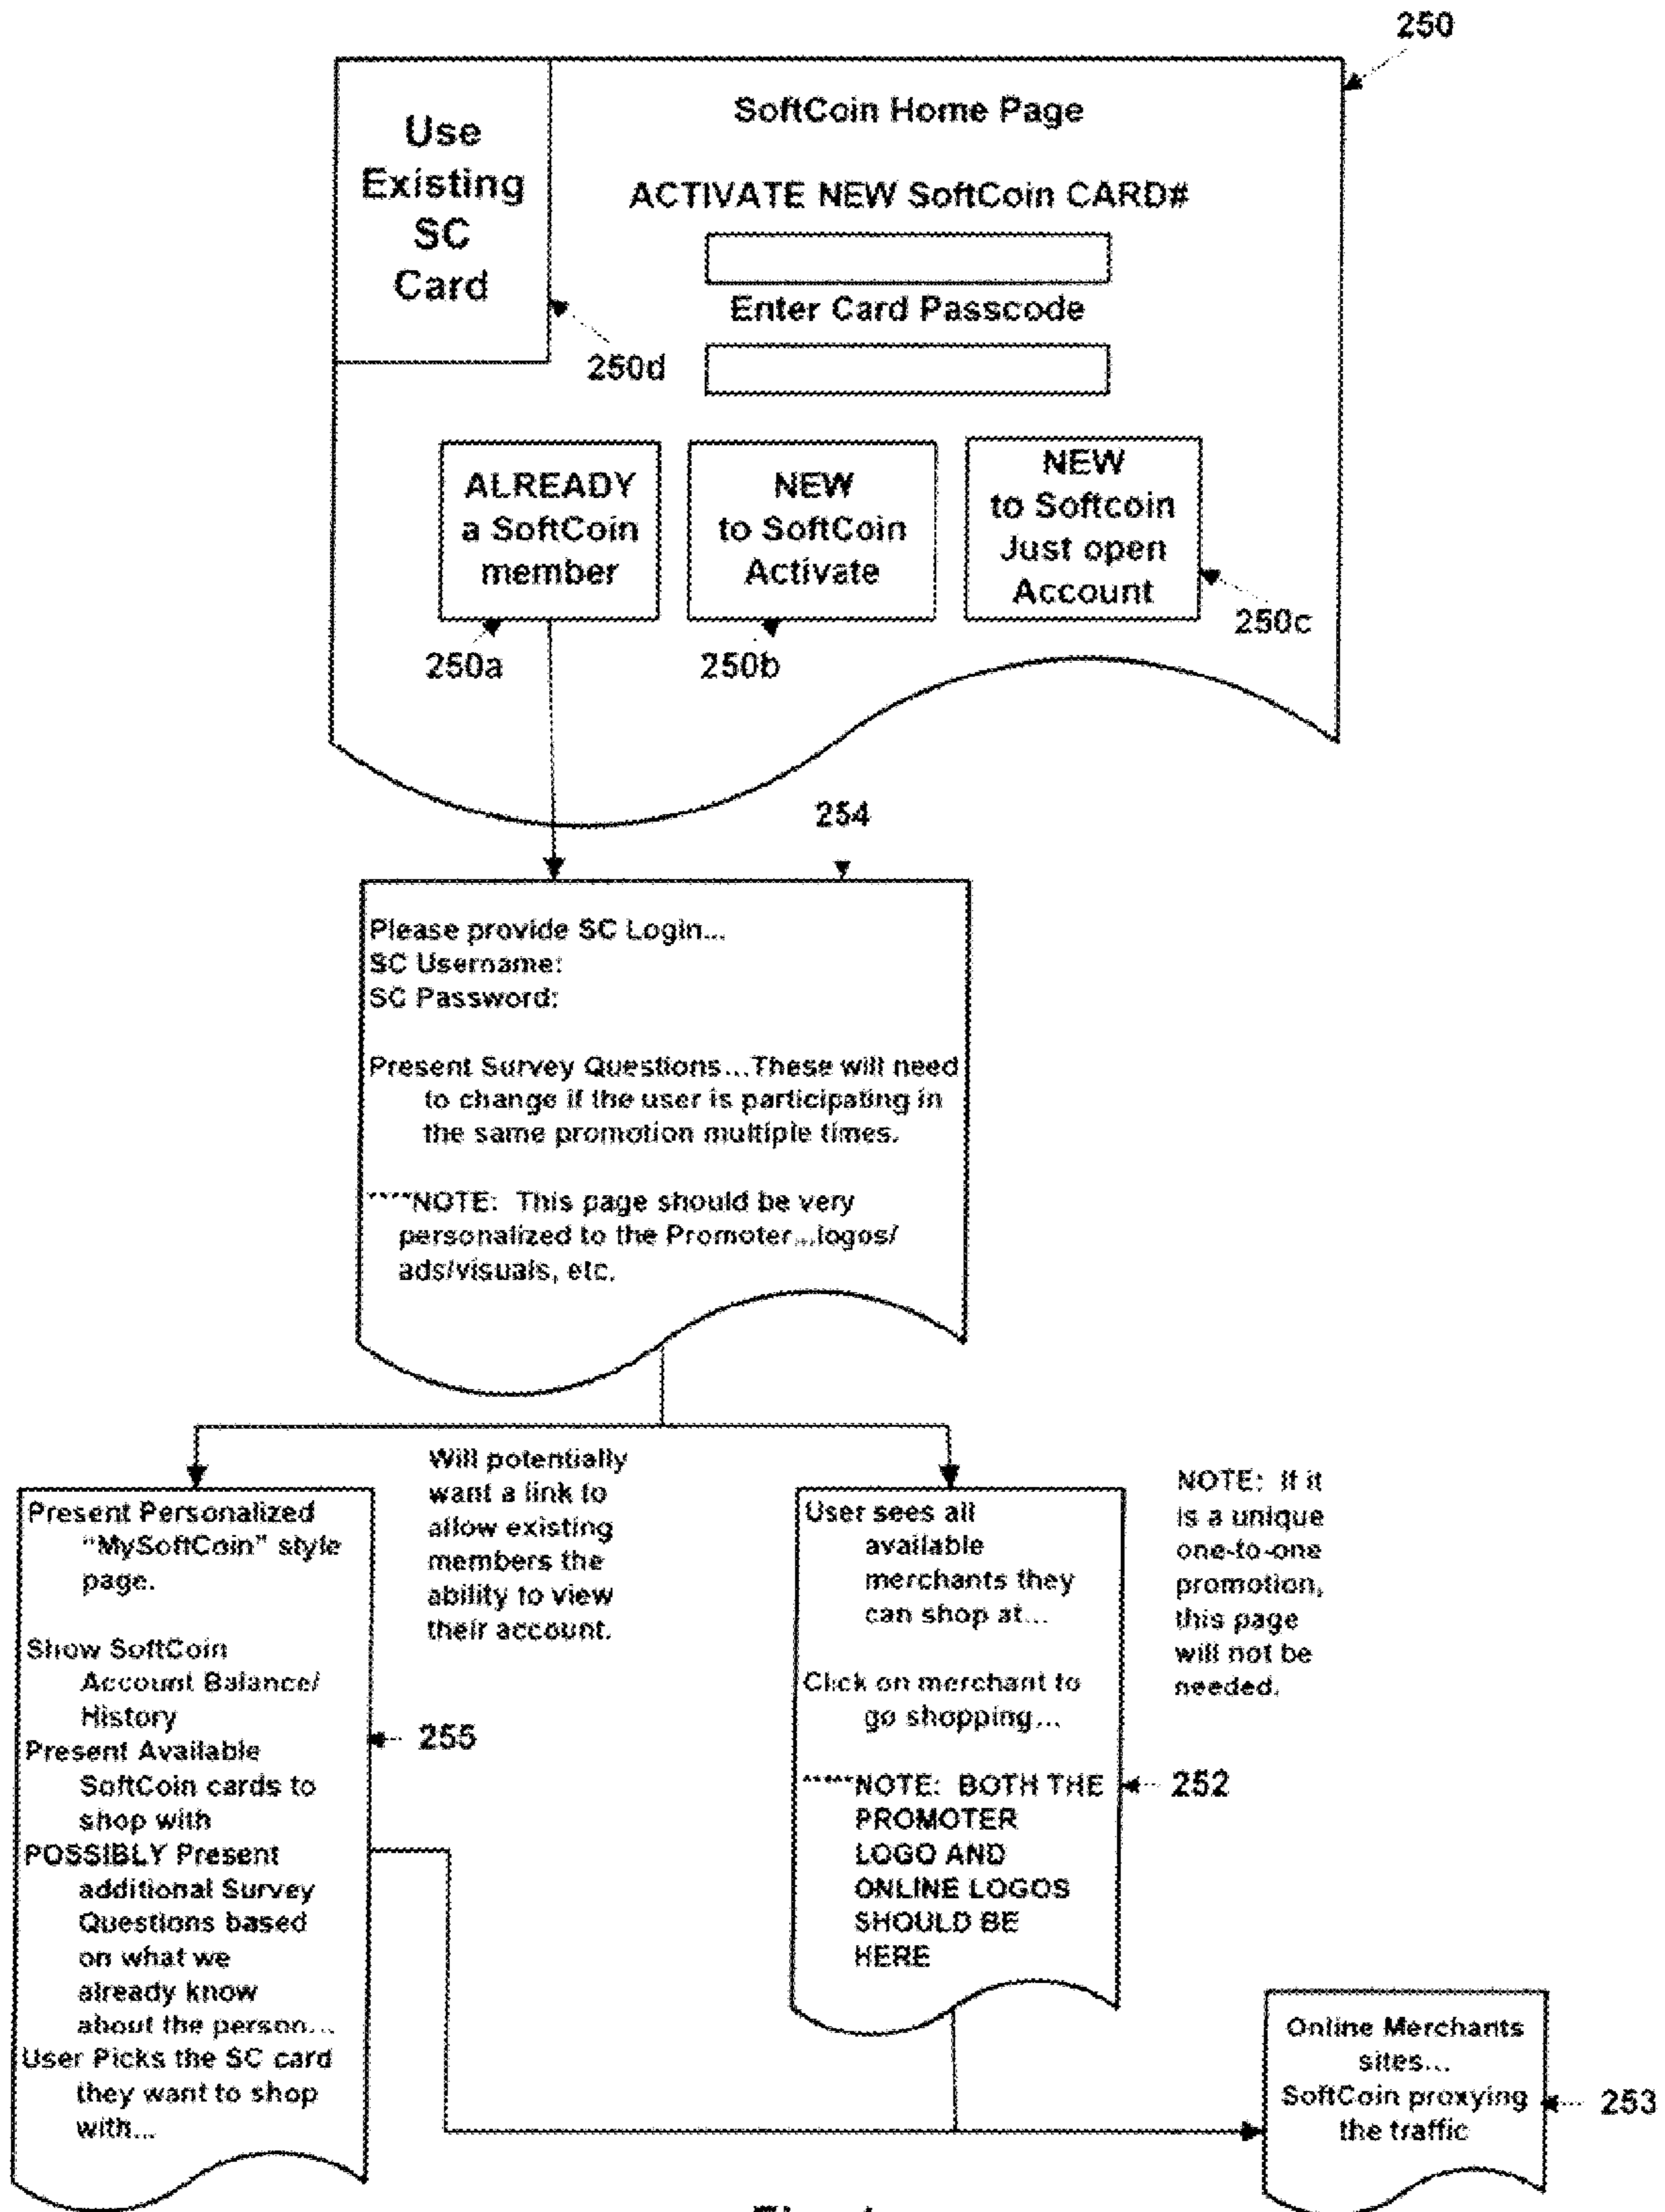 250
Use
Existing
SC
Card
SoftCoin Home Page
ACTIVATE NEW SoftCoin CARD#
Enter Card Passcode
250d
ALREADY
a SoftCoin
member
NEW
to SoftCoin
Activate
NEW
to Softcoin
Just open
Account
250a
250b
250c
254
Please provide SC Login...
SC Username:
SC Password:
Present Survey Questions...These will need
to change if the user is participating in
the same promotion multiple times.
*****NOTE: This page should be very
personalized to the Promoter...logos/
ads/visuals, etc.
Present Personalized
"MySoftCoin" style
page.
Show SoftCoin
Account Balance/
History
Present Available
SoftCoin cards to
shop with
POSSIBLY Present
additional Survey
Questions based
on what we
already know
about the person...
User Picks the SC card
they want to shop
with...
255
Will potentially
want a link to
allow existing
members the
ability to view
their account.
User sees all
available
merchants they
can shop at...
Click on merchant to
go shopping...
*****NOTE: BOTH THE
PROMOTER
LOGO AND
ONLINE LOGOS
SHOULD BE
HERE
252
NOTE: If it
is a unique
one-to-one
promotion,
this page
will not be
needed.
Online Merchants
sites...
SoftCoin proxying
the traffic
253